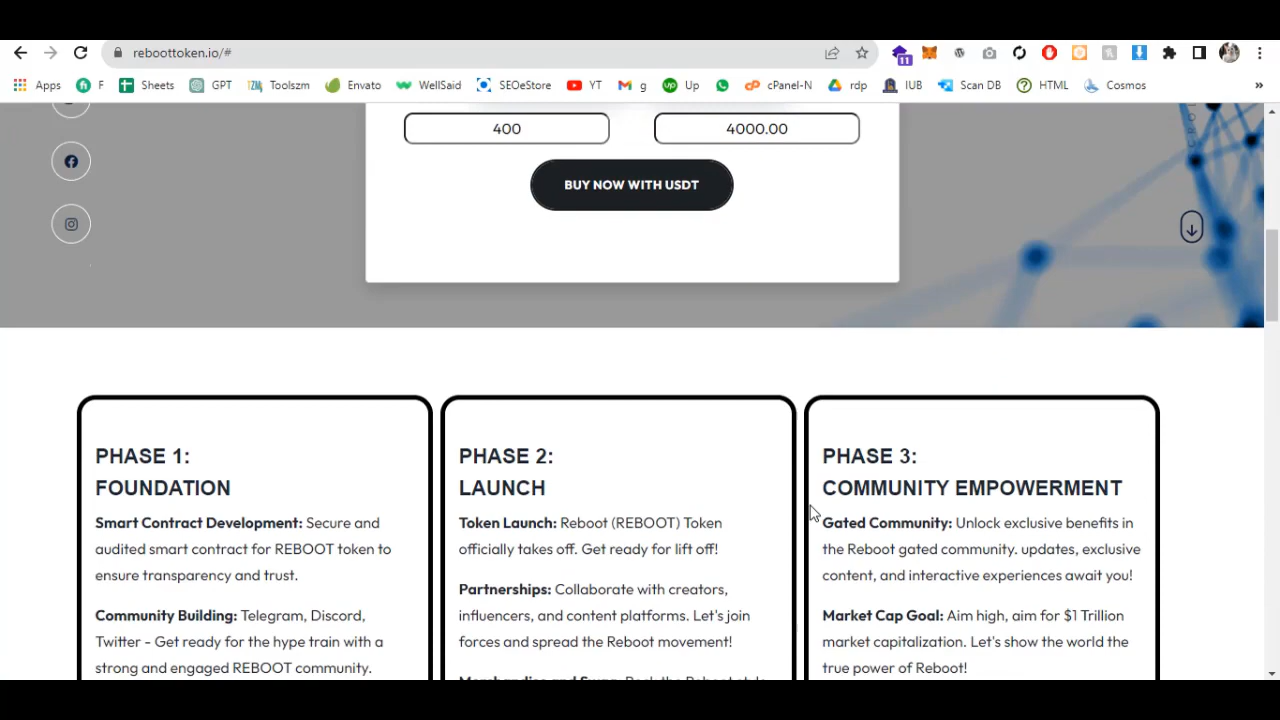 reboottoken.io/#
11
Apps F Sheets GPT Toolszm Envato WellSaid SEOeStore YT g Up cPanel-N rdp IUB Scan DB HTML Cosmos »
400 4000.00
BUY NOW WITH USDT
PHASE 1:
FOUNDATION
Smart Contract Development: Secure and
audited smart contract for REBOOT token to
ensure transparency and trust.
Community Building: Telegram, Discord,
Twitter - Get ready for the hype train with a
strong and engaged REBOOT community.
PHASE 2:
LAUNCH
Token Launch: Reboot (REBOOT) Token
officially takes off. Get ready for lift off!
Partnerships: Collaborate with creators,
influencers, and content platforms. Let's join
forces and spread the Reboot movement!
PHASE 3:
COMMUNITY EMPOWERMENT
Gated Community: Unlock exclusive benefits in
the Reboot gated community. updates, exclusive
content, and interactive experiences await you!
Market Cap Goal: Aim high, aim for $1 Trillion
market capitalization. Let's show the world the
true power of Reboot!